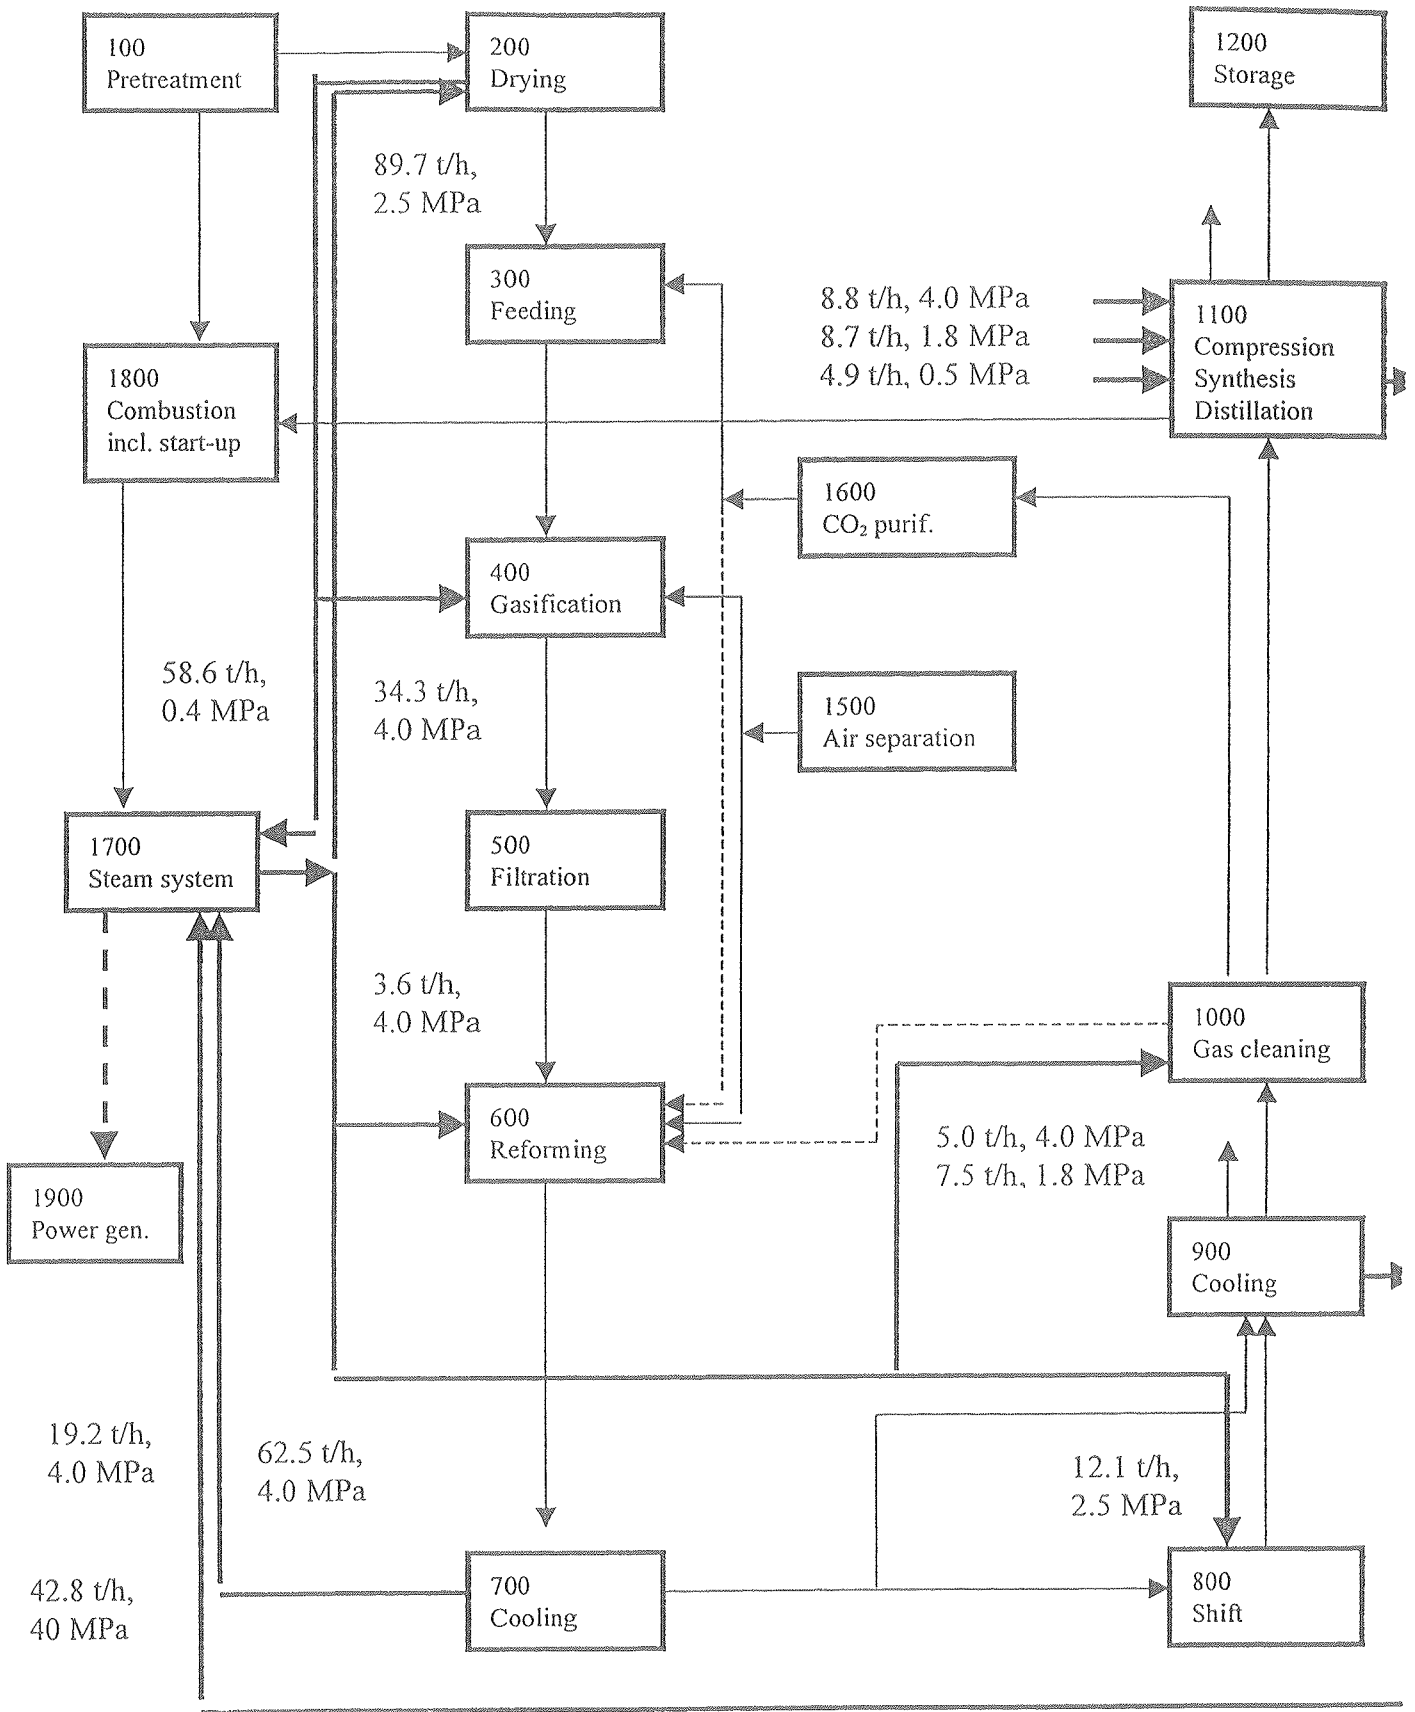 100
Pretreatment
200
Drying
1200
Storage
89.7 t/h,
2.5 MPa
300
Feeding
8.8 t/h, 4.0 MPa
8.7 t/h, 1.8 MPa
4.9 t/h, 0.5 MPa
1100
Compression
Synthesis
Distillation
1800
Combustion
incl. start-up
1600
CO₂ purif.
400
Gasification
58.6 t/h,
0.4 MPa
34.3 t/h,
4.0 MPa
1500
Air separation
1700
Steam system
500
Filtration
3.6 t/h,
4.0 MPa
1000
Gas cleaning
600
Reforming
5.0 t/h, 4.0 MPa
7.5 t/h, 1.8 MPa
1900
Power gen.
900
Cooling
19.2 t/h,
4.0 MPa
62.5 t/h,
4.0 MPa
12.1 t/h,
2.5 MPa
42.8 t/h,
40 MPa
700
Cooling
800
Shift